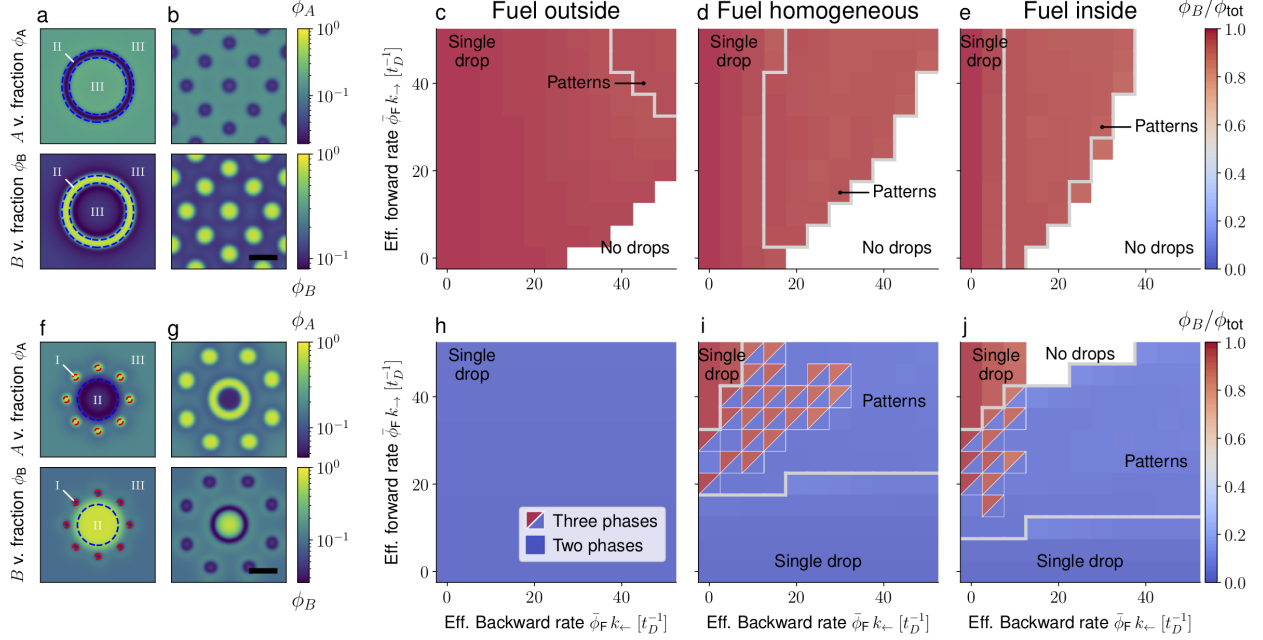 a
b
ϕ_A
c
Fuel outside
d
Fuel homogeneous
e
Fuel inside
ϕ_B/ϕ_tot
A v. fraction ϕ_A
II
III
III
10^0
10^-1
B v. fraction ϕ_B
II
III
III
10^0
10^-1
ϕ_B
Eff. forward rate ϕ̄_F k_→ [t_D^-1]
40
20
0
Single
drop
Patterns
No drops
0
20
40
Single
drop
Patterns
No drops
0
20
40
Single
drop
Patterns
No drops
0
20
40
1.0
0.8
0.6
0.4
0.2
0.0
f
g
ϕ_A
h
i
j
ϕ_B/ϕ_tot
A v. fraction ϕ_A
I
III
II
10^0
10^-1
B v. fraction ϕ_B
I
III
II
10^0
10^-1
ϕ_B
Eff. forward rate ϕ̄_F k_→ [t_D^-1]
40
20
0
Single
drop
Three phases
Two phases
0
20
40
Eff. Backward rate ϕ̄_F k_← [t_D^-1]
Single
drop
Patterns
Single drop
0
20
40
Eff. Backward rate ϕ̄_F k_← [t_D^-1]
Single
drop
No drops
Patterns
Single drop
0
20
40
Eff. Backward rate ϕ̄_F k_← [t_D^-1]
1.0
0.8
0.6
0.4
0.2
0.0